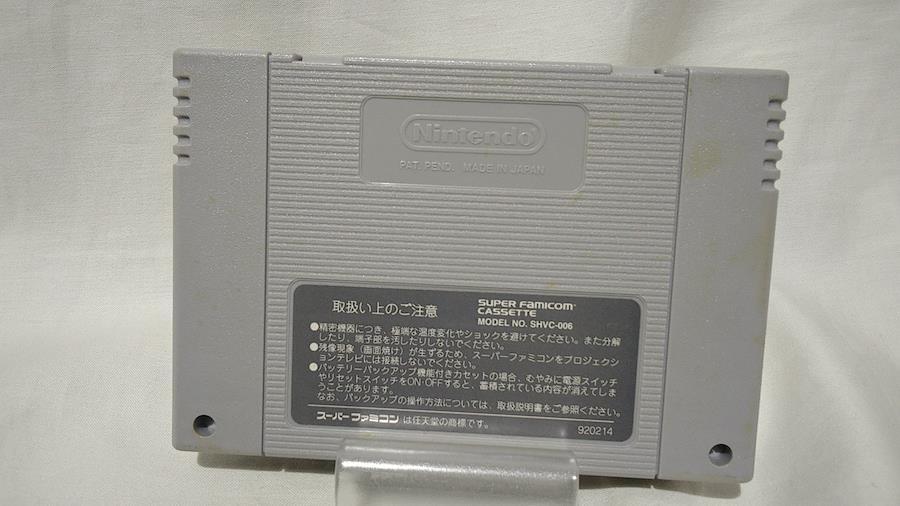 Nintendo
PAT. PEND. MADE IN JAPAN
取扱い上のご注意
SUPER FAMICOM
CASSETTE
MODEL NO. SHVC-006
●精密機器につき、極端な温度変化やショックを避けてください。また分解
したり、端子部を汚したりしないでください。
●残像現象（画面焼け）が生ずるため、スーパーファミコンをプロジェクシ
ョンテレビには接続しないでください。
●バッテリーバックアップ機能付きカセットの場合、むやみに電源スイッチ
やリセットスイッチをON・OFFすると、蓄積されている内容が消えてしま
うことがあります。
なお、バックアップの操作方法については、取扱説明書をご参照ください。
スーパーファミコンは任天堂の商標です。
920214